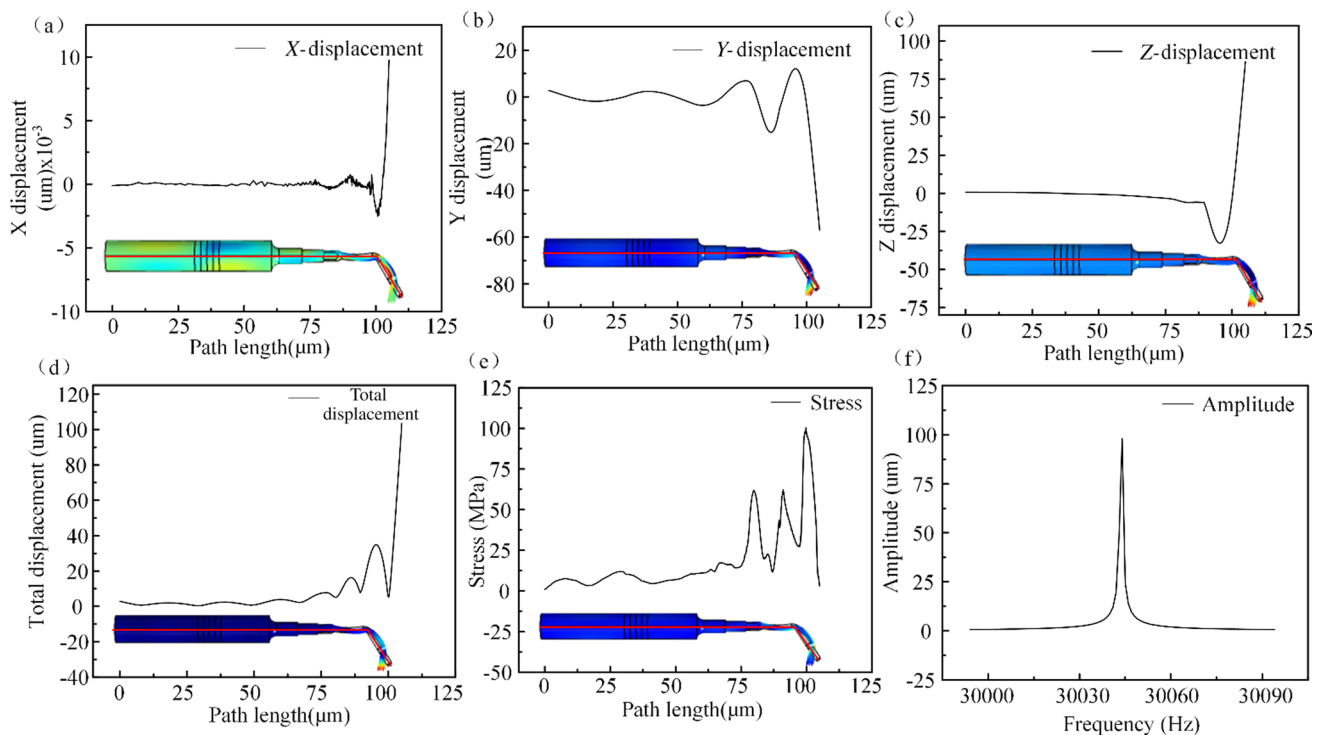 （a）
X-displacement
10
5
0
-5
-10
X displacement
(um)x10⁻³
0
25
50
75
100
125
Path length(μm)
（b）
Y-displacement
20
0
20
-40
-60
-80
Y displacement
(um)
0
25
50
75
100
125
Path length(μm)
（c）
Z-displacement
100
75
50
25
0
-25
-50
-75
Z displacement (um)
0
25
50
75
100
125
Path length(μm)
（d）
Total
displacement
120
100
80
60
40
20
0
-20
-40
Total displacement (um)
0
25
50
75
100
125
Path length(μm)
（e）
Stress
125
100
75
50
25
0
-25
50
Stress (MPa)
0
25
50
75
100
125
Path length(μm)
（f）
Amplitude
125
100
75
50
25
0
-25
Amplitude (um)
30000
30030
30060
30090
Frequency (Hz)